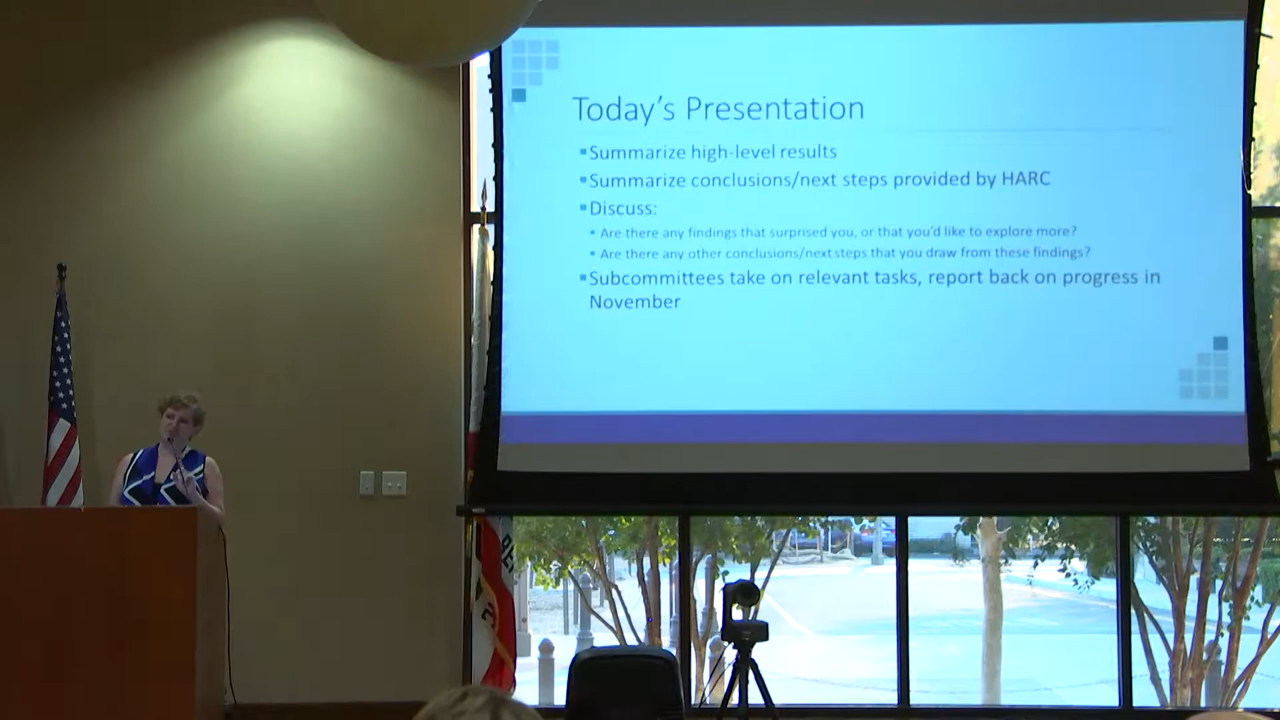 Today's Presentation
Summarize high-level results
Summarize conclusions/next steps provided by HARC
Discuss:
Are there any findings that surprised you, or that you'd like to explore more?
Are there any other conclusions/next steps that you draw from these findings?
Subcommittees take on relevant tasks, report back on progress in
November